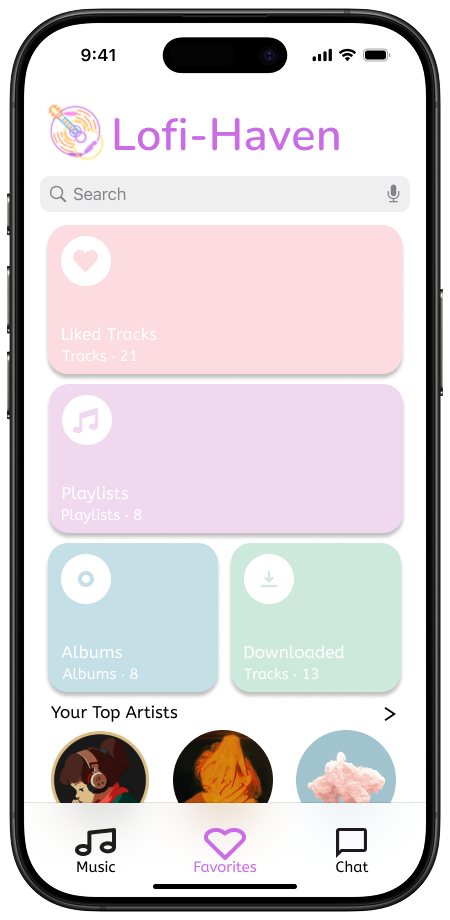 9:41
Lofi-Haven
Search
Liked Tracks
Tracks · 21
Playlists
Playlists · 8
Albums
Albums · 8
Downloaded
Tracks · 13
Your Top Artists
Music
Favorites
Chat